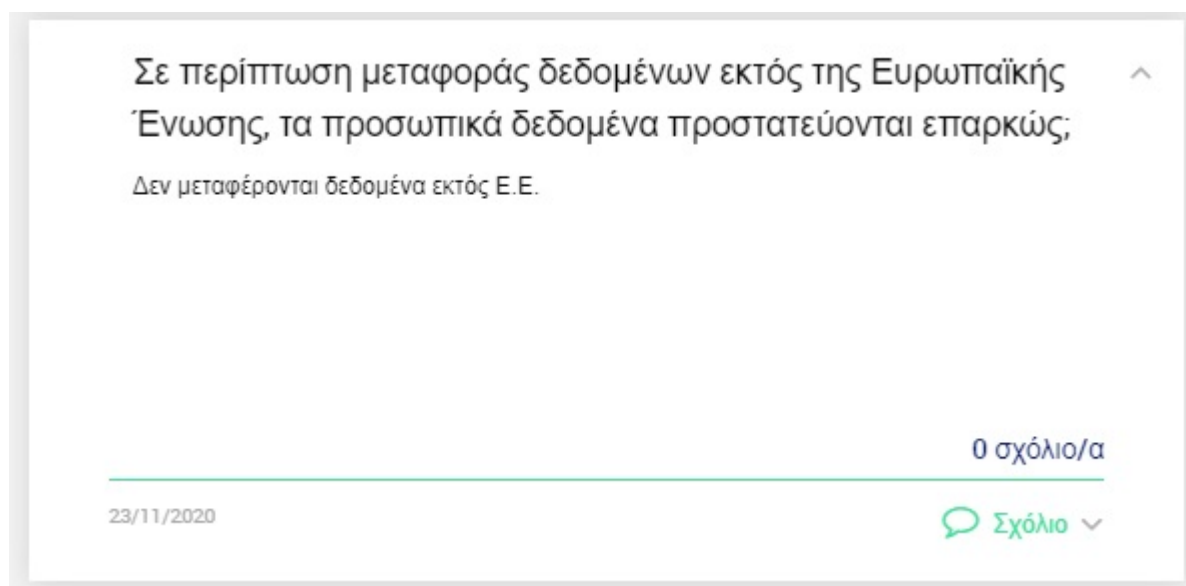 Σε περίπτωση μεταφοράς δεδομένων εκτός της Ευρωπαϊκής
Ένωσης, τα προσωπικά δεδομένα προστατεύονται επαρκώς;
Δεν μεταφέρονται δεδομένα εκτός Ε.Ε.
0 σχόλιο/α
23/11/2020
Σχόλιο